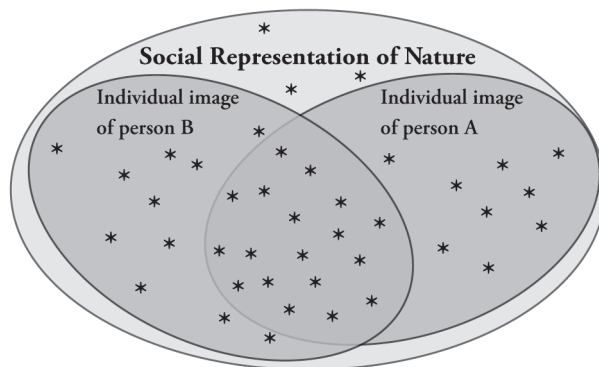 Social Representation of Nature
Individual image
of person B
Individual image
of person A